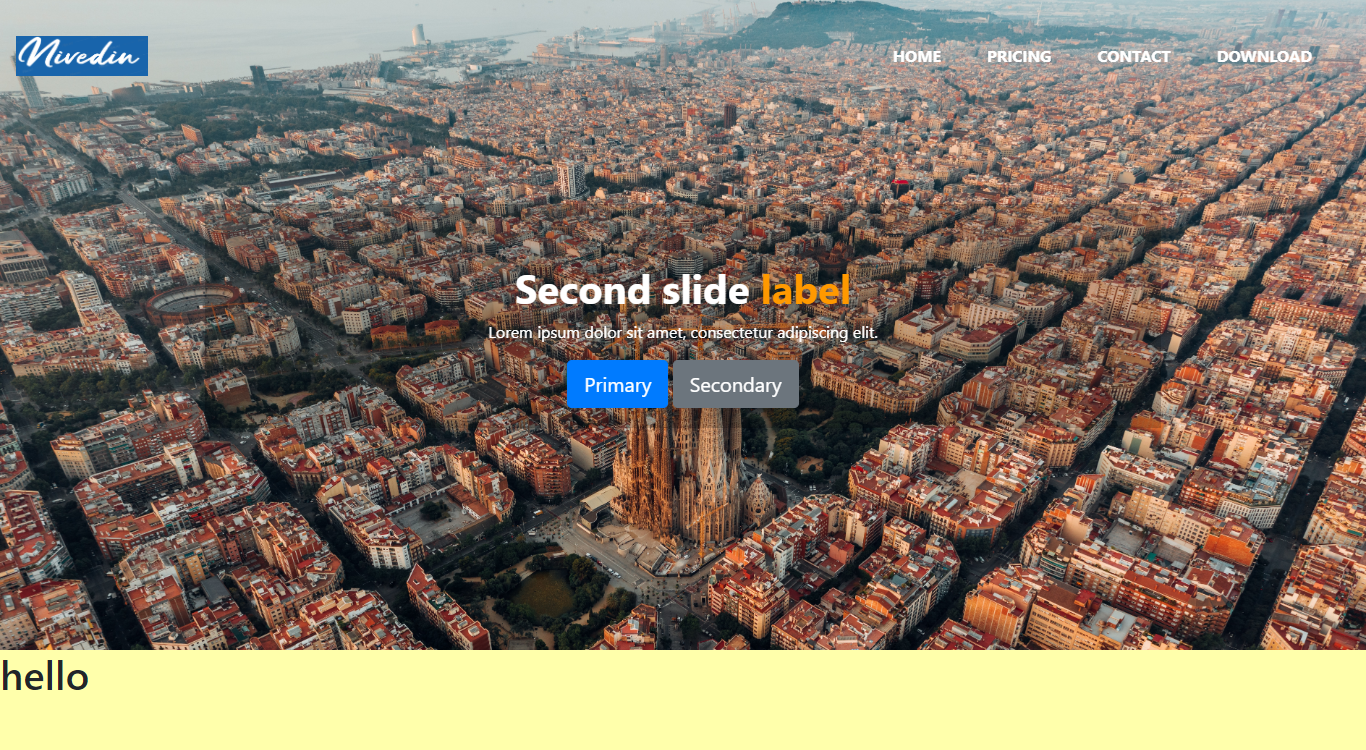 Nivedin
HOME PRICING CONTACT DOWNLOAD
Second slide label
Lorem ipsum dolor sit amet, consectetur adipiscing elit.
Primary Secondary
hello